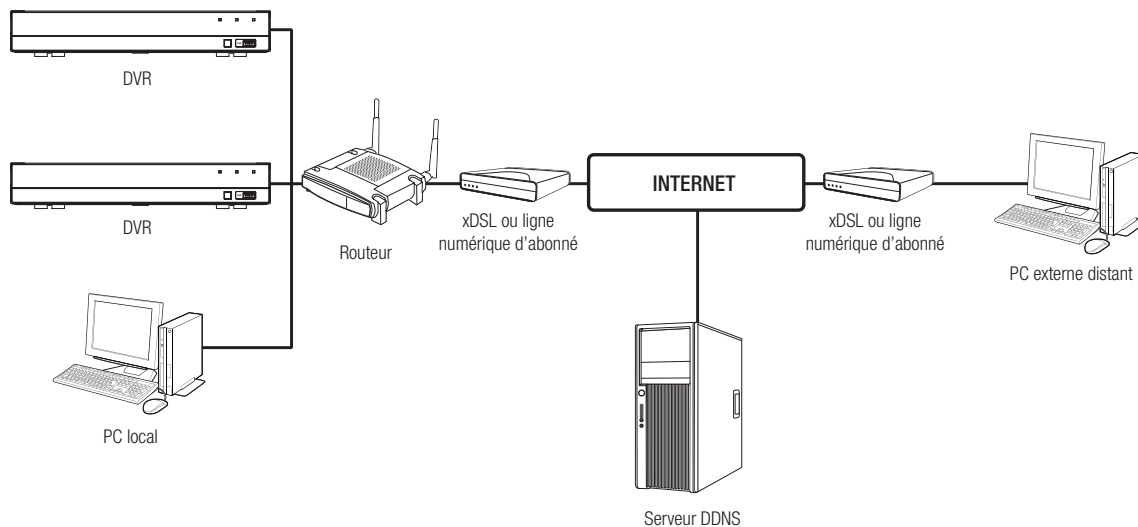 DVR
DVR
Routeur
xDSL ou ligne
numérique d'abonné
INTERNET
xDSL ou ligne
numérique d'abonné
PC externe distant
PC local
Serveur DDNS